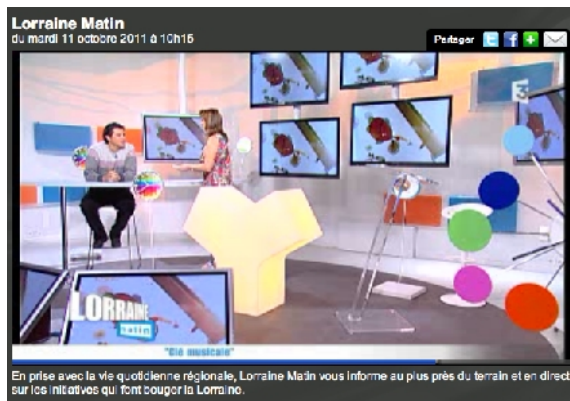 Lorraine Matin
du mardi 11 octobre 2011 à 10h15
Partager
3
LORRAINE
matin
"Clé musicale"
En prise avec la vie quotidienne régionale, Lorraine Matin vous informe au plus près du terrain et en direct
sur les initiatives qui font bouger la Lorraine.